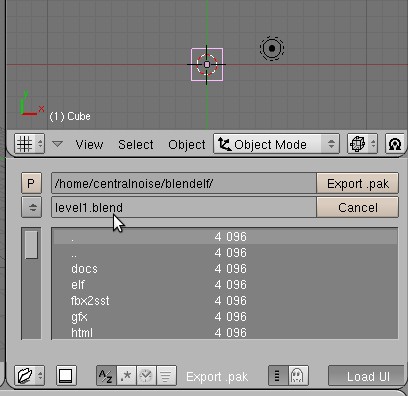 x
(1) Cube
View Select Object Object Mode
P /home/centralnoise/blendelf/ Export .pak
level1.blend Cancel
. 4 096
.. 4 096
docs 4 096
elf 4 096
fbx2sst 4 096
gfx 4 096
html 4 096
A/Z .* Export .pak Load UI